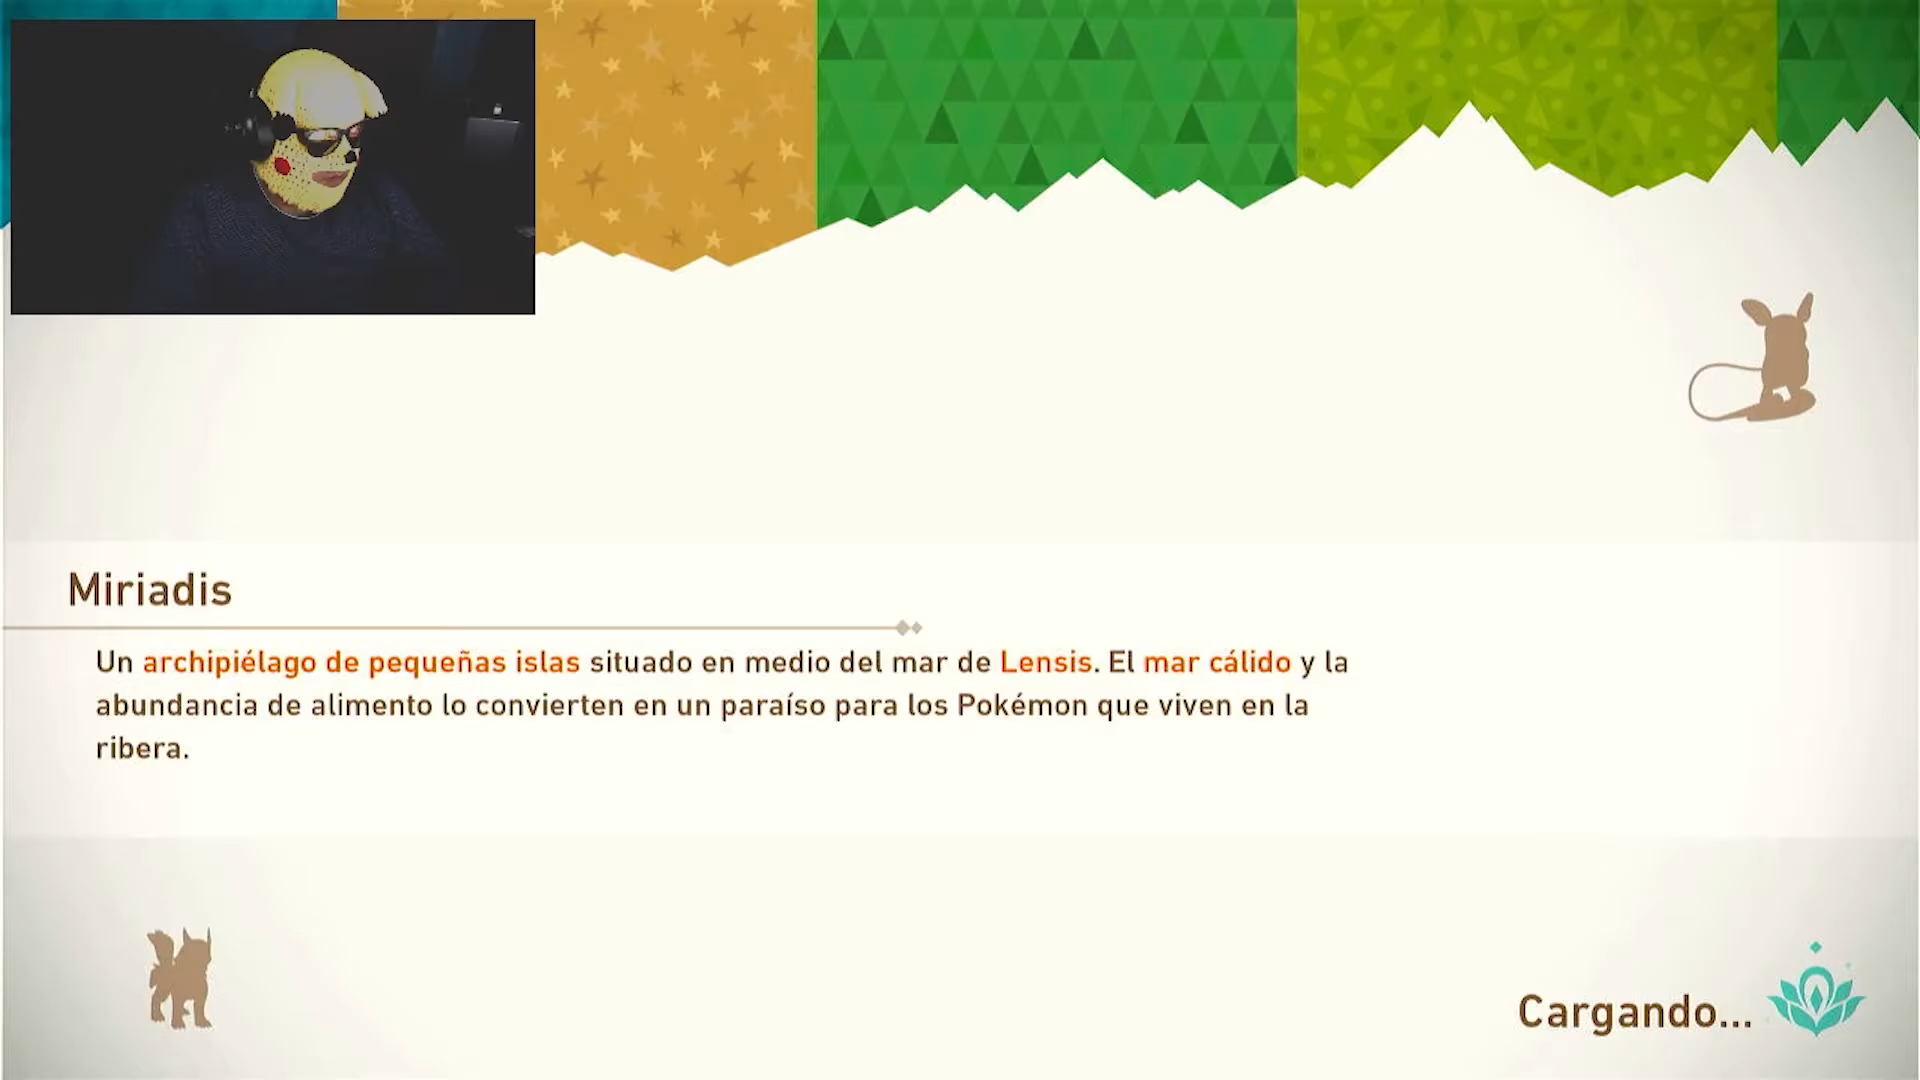 Miriadis
Un archipiélago de pequeñas islas situado en medio del mar de Lensis. El mar cálido y la
abundancia de alimento lo convierten en un paraíso para los Pokémon que viven en la
ribera.
Cargando...